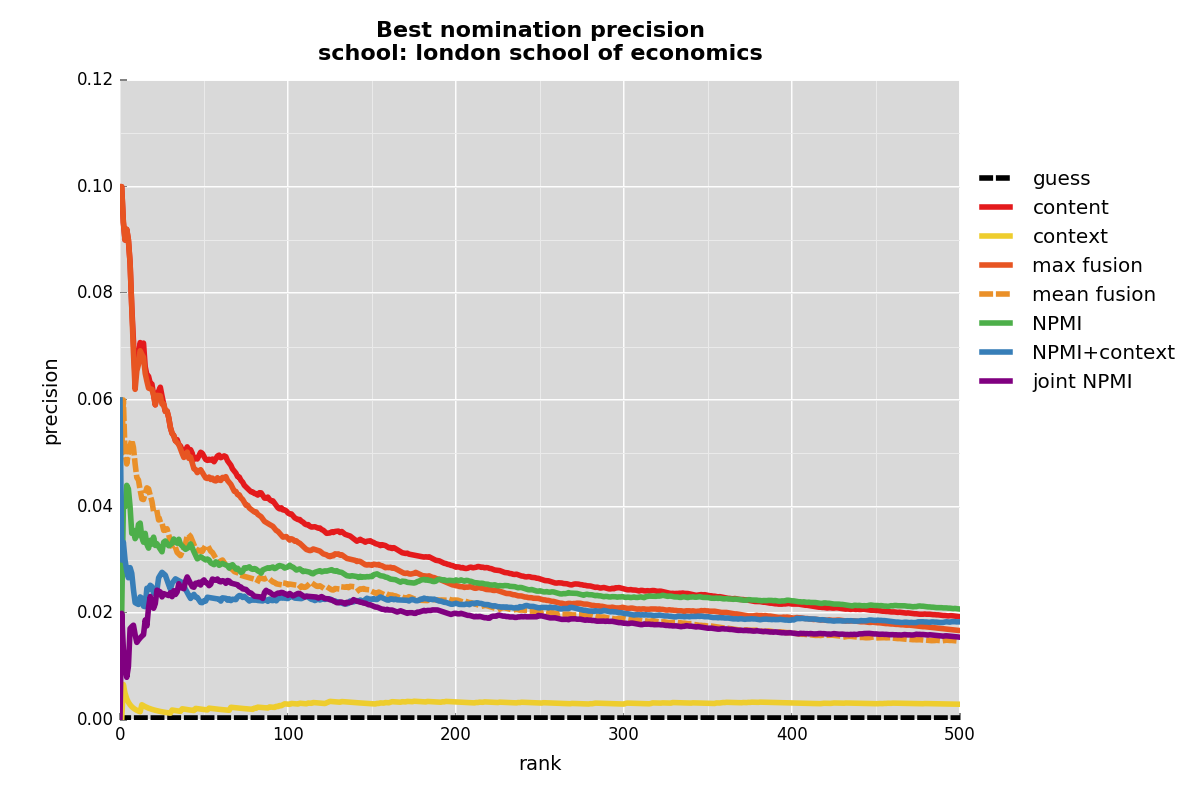 Best nomination precision
school: london school of economics
0.12
0.10
0.08
0.06
0.04
0.02
0.00
precision
0
100
200
300
400
500
rank
guess
content
context
max fusion
mean fusion
NPMI
NPMI+context
joint NPMI